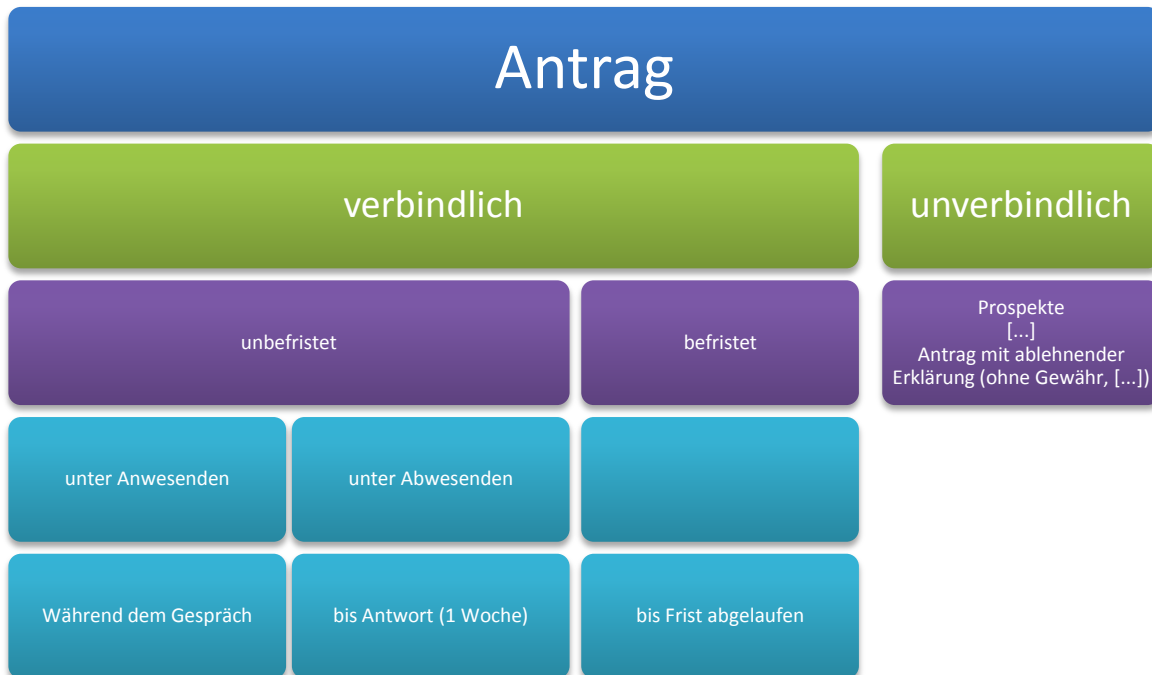 Antrag
verbindlich
unverbindlich
unbefristet
befristet
Prospekte
[...]
Antrag mit ablehnender
Erklärung (ohne Gewähr, [...])
unter Anwesenden
unter Abwesenden
Während dem Gespräch
bis Antwort (1 Woche)
bis Frist abgelaufen